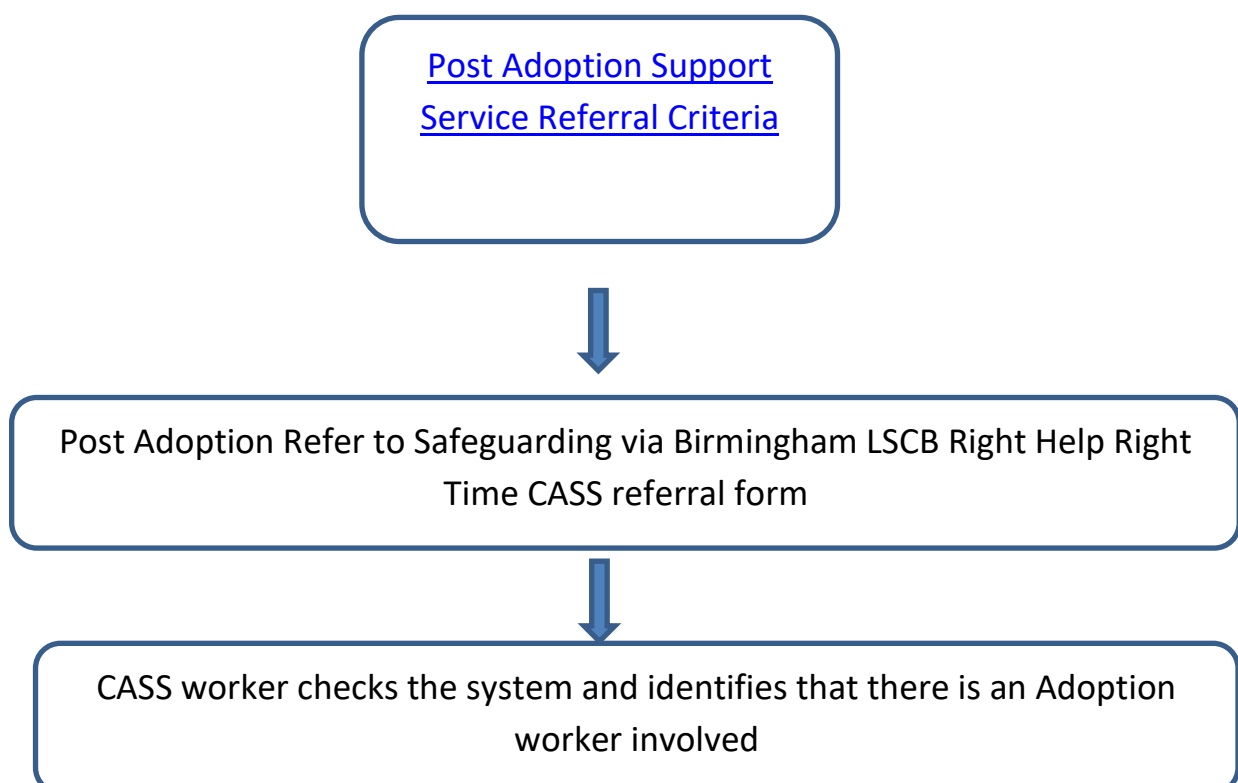 Post Adoption Support
Service Referral Criteria
Post Adoption Refer to Safeguarding via Birmingham LSCB Right Help Right
Time CASS referral form
CASS worker checks the system and identifies that there is an Adoption
worker involved